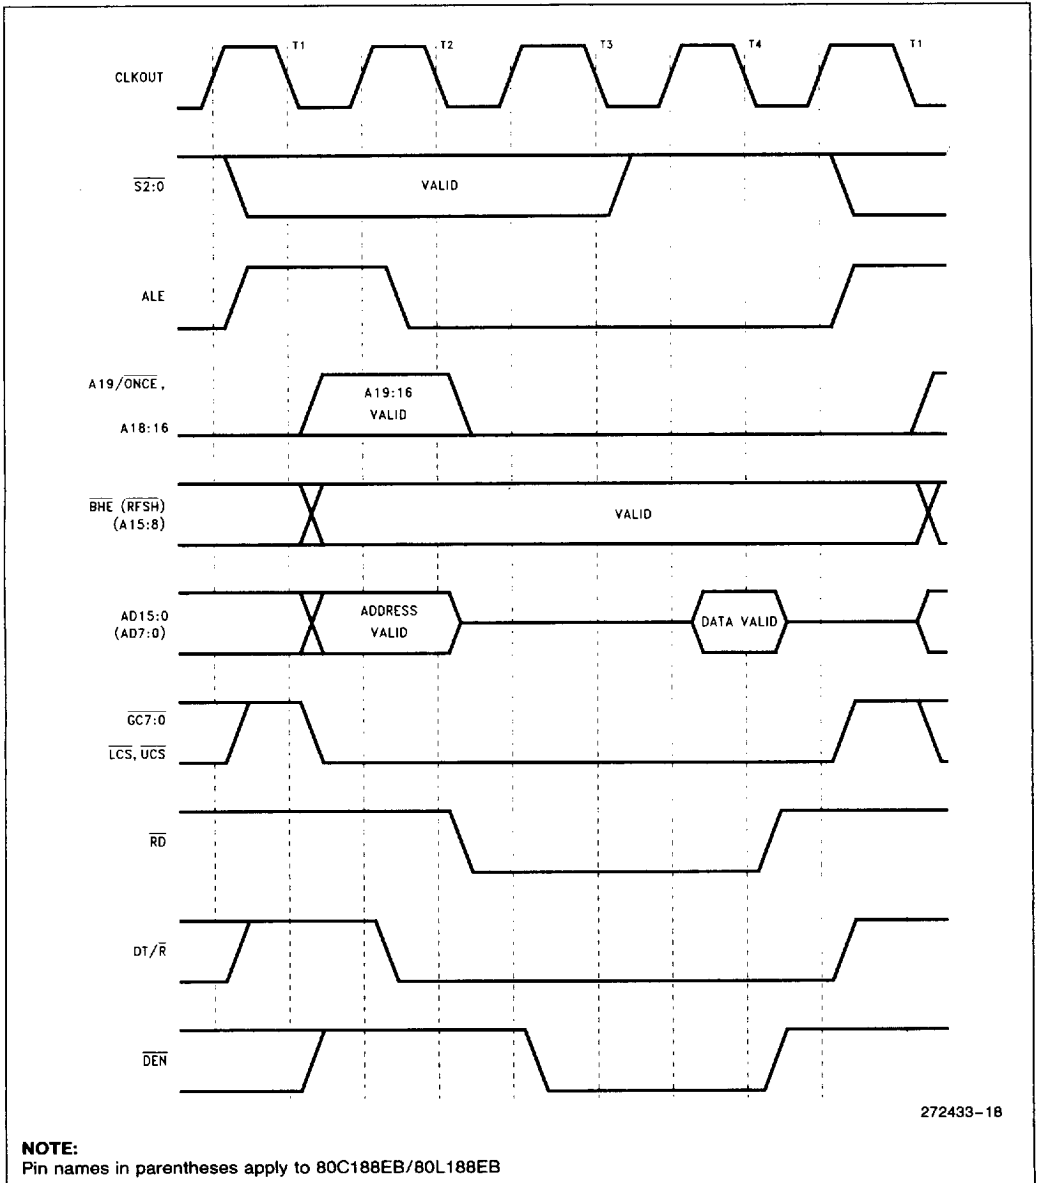 T1 T2 T3 T4 T1
CLKOUT
S2:0
VALID
ALE
A19/ONCE,
A18:16
A19:16
VALID
BHE (RFSH)
(A15:8)
VALID
AD15:0
(AD7:0)
ADDRESS
VALID
DATA VALID
GC7:0
LCS, UCS
RD
DT/R
DEN
272433-18
NOTE:
Pin names in parentheses apply to 80C188EB/80L188EB